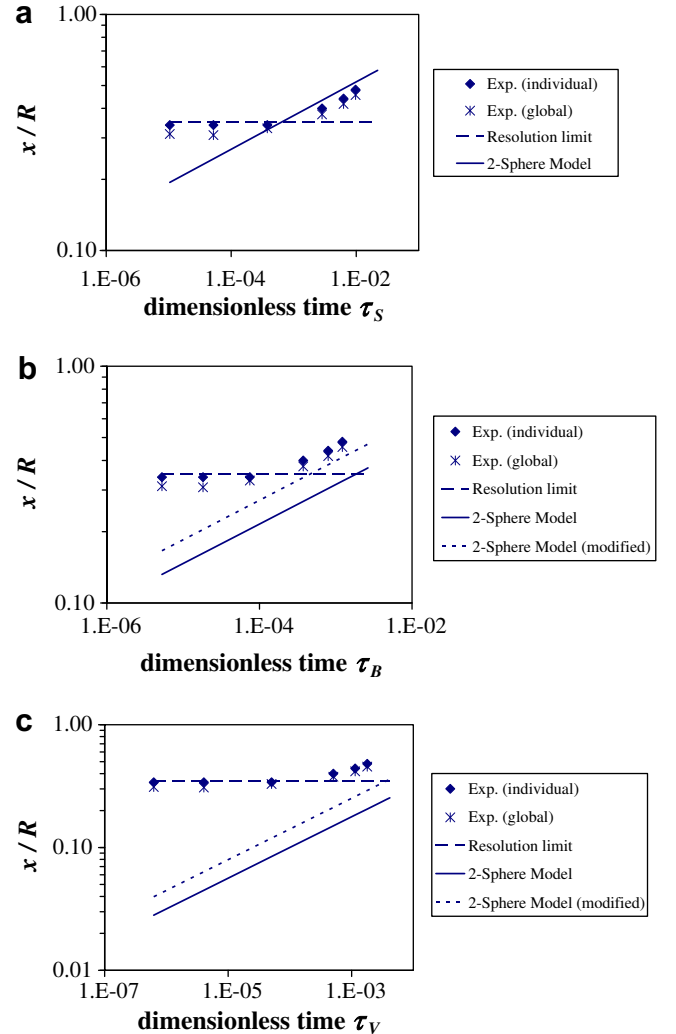 a
1.00
0.10
x / R
1.E-06 1.E-04 1.E-02
dimensionless time τS
Exp. (individual)
Exp. (global)
Resolution limit
2-Sphere Model
b
1.00
0.10
x / R
1.E-06 1.E-04 1.E-02
dimensionless time τB
Exp. (individual)
Exp. (global)
Resolution limit
2-Sphere Model
2-Sphere Model (modified)
c
1.00
0.10
0.01
x / R
1.E-07 1.E-05 1.E-03
dimensionless time τV
Exp. (individual)
Exp. (global)
Resolution limit
2-Sphere Model
2-Sphere Model (modified)